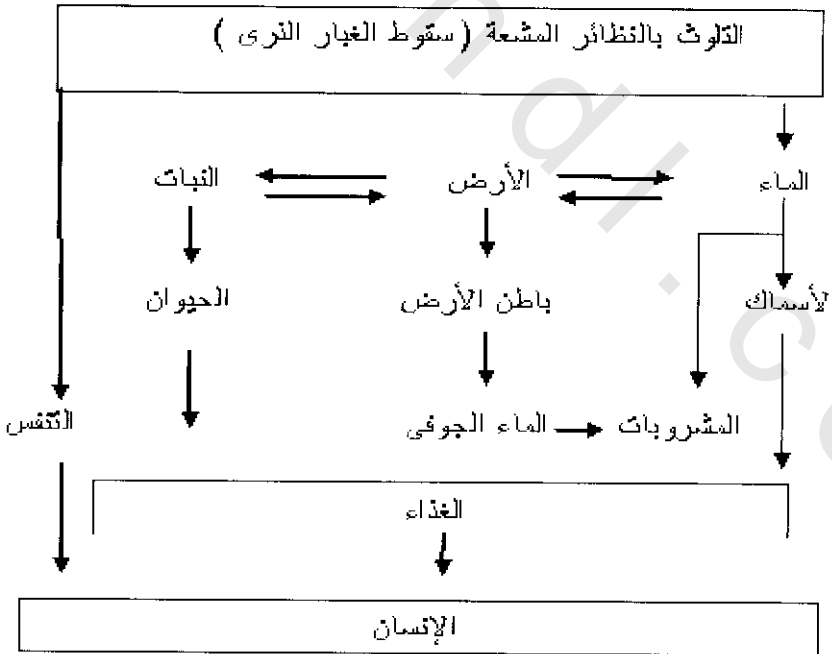 التلوث بالنظائر المشعة ( سقوط الغبار الذرى )
الماء
الأرض
النبات
لأسماك
باطن الأرض
الحيوان
المشروبات
الماء الجوفى
التنفس
الغذاء
الإنسان